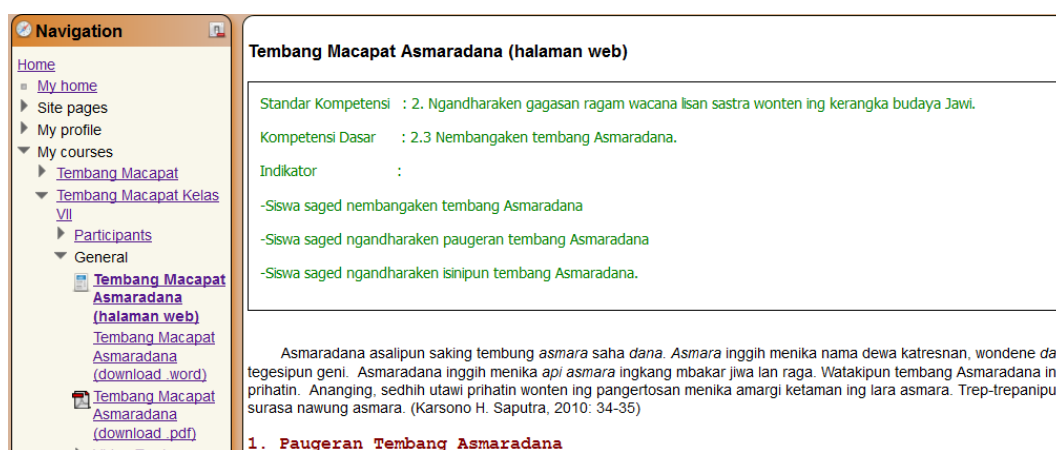 Navigation
Home
My home
Site pages
My profile
My courses
Tembang Macapat
Tembang Macapat Kelas
VII
Participants
General
Tembang Macapat
Asmaradana
(halaman web)
Tembang Macapat
Asmaradana
(download .word)
Tembang Macapat
Asmaradana
(download .pdf)
Tembang Macapat Asmaradana (halaman web)
Standar Kompetensi : 2. Ngandharaken gagasan ragam wacana lisan sastra wonten ing kerangka budaya Jawi.
Kompetensi Dasar : 2.3 Nembangaken tembang Asmaradana.
Indikator :
-Siswa saged nembangaken tembang Asmaradana
-Siswa saged ngandharaken paugeran tembang Asmaradana
-Siswa saged ngandharaken isinipun tembang Asmaradana.
Asmaradana asalipun saking tembung asmara saha dana. Asmara inggih menika nama dewa katresnan, wondene
tegesipun geni. Asmaradana inggih menika api asmara ingkang mbakar jiwa lan raga. Watakipun tembang Asmaradana
prihatin. Ananging, sedhih utawi prihatin wonten ing pangertosan menika amargi ketaman ing lara asmara.
surasa nawung asmara. (Karsono H. Saputra, 2010: 34-35)
1. Paugeran Tembang Asmaradana